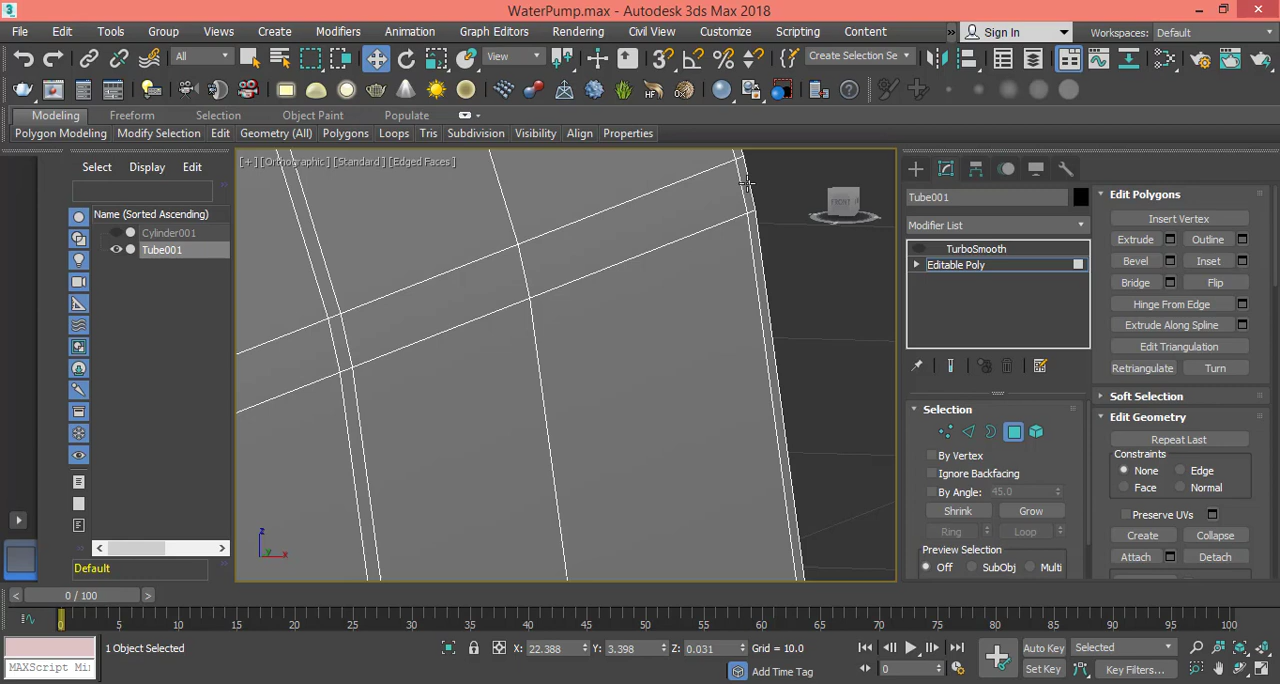 WaterPump.max - Autodesk 3ds Max 2018
File Edit Tools Group Views Create Modifiers Animation Graph Editors Rendering Civil View Customize Scripting Content » Sign In Workspaces: Default
All View Create Selection Se
Modeling Freeform Selection Object Paint Populate
Polygon Modeling Modify Selection Edit Geometry (All) Polygons Loops Tris Subdivision Visibility Align Properties
Select Display Edit
Name (Sorted Ascending)
Cylinder001
Tube001
Default
[+] [Orthographic ] [Standard ] [Edged Faces ]
FRONT
z
y
x
Tube001
Modifier List
TurboSmooth
Editable Poly
Selection
By Vertex
Ignore Backfacing
By Angle: 45.0
Shrink Grow
Ring Loop
Preview Selection
Off SubObj Multi
Edit Polygons
Insert Vertex
Extrude Outline
Bevel Inset
Bridge Flip
Hinge From Edge
Extrude Along Spline
Edit Triangulation
Retriangulate Turn
Soft Selection
Edit Geometry
Repeat Last
Constraints
None Edge
Face Normal
Preserve UVs
Create Collapse
Attach Detach
< 0 / 100 >
0 5 10 15 20 25 30 35 40 45 50 55 60 65 70 75 80 85 90 95 100
1 Object Selected X: 22.388 Y: 3.398 Z: 0.031 Grid = 10.0 Auto Key Selected
MAXScript Mi: Add Time Tag 0 Set Key Key Filters...